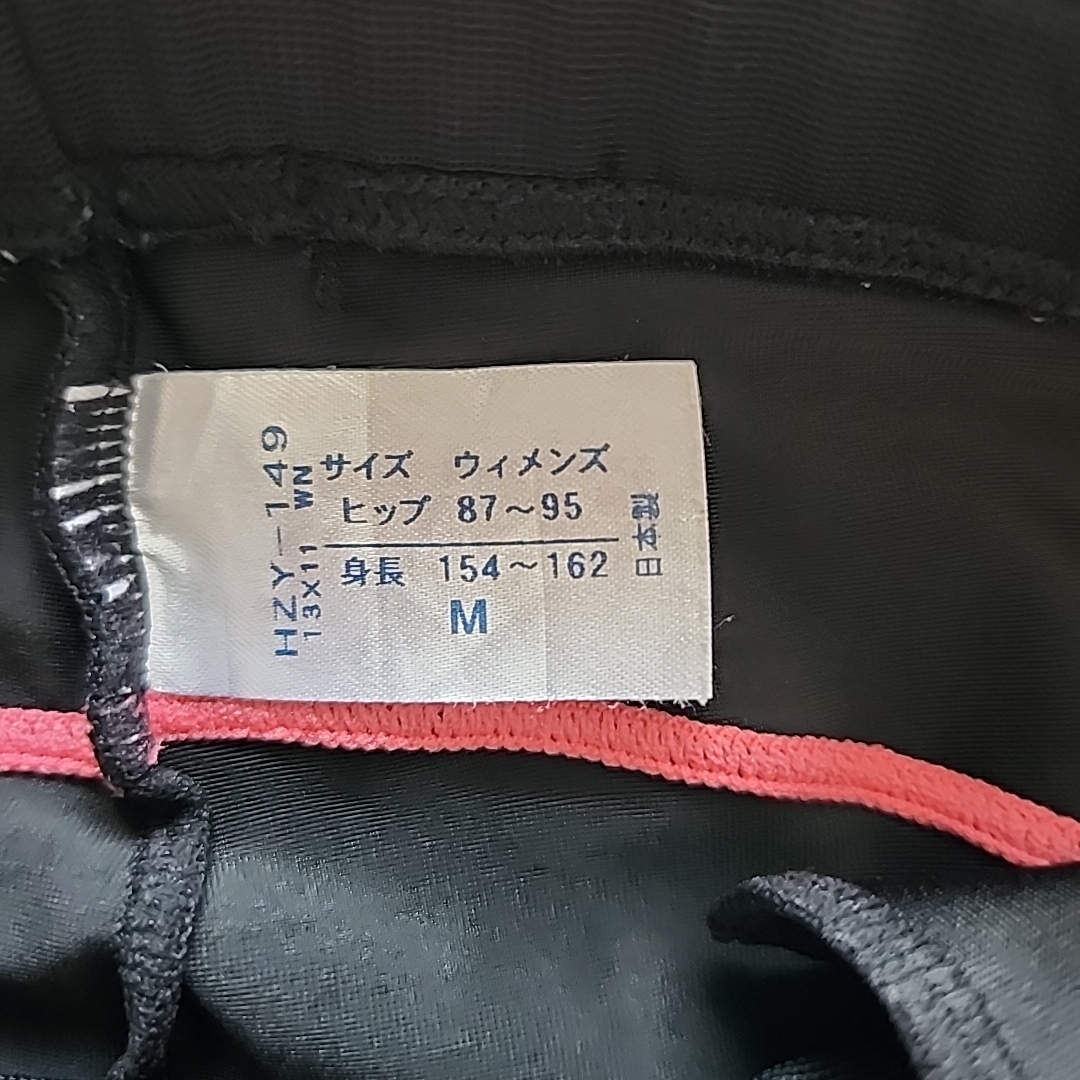 サイズ ウィメンズ
ヒップ 87～95
身長 154～162
M
HZY-149
13X11 WN
日本製